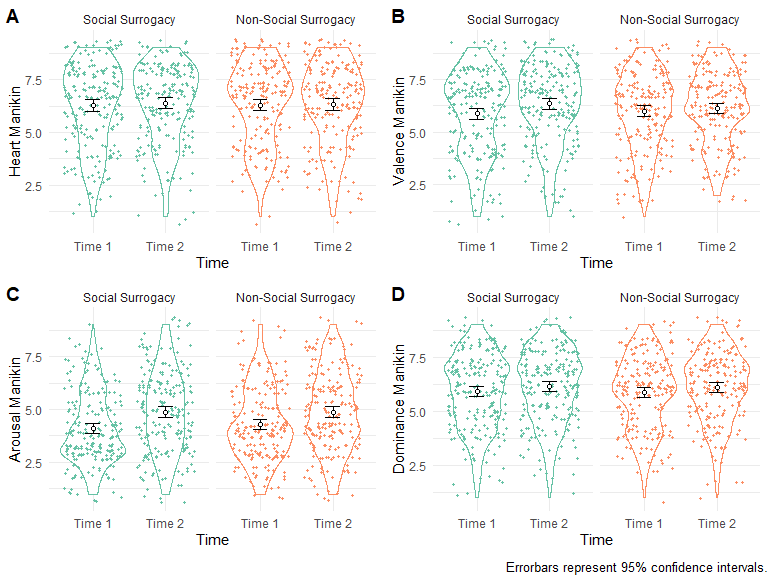 A
Social Surrogacy
Non-Social Surrogacy
Heart Manikin
7.5
5.0
2.5
Time 1
Time 2
Time 1
Time 2
Time
B
Social Surrogacy
Non-Social Surrogacy
Valence Manikin
7.5
5.0
2.5
Time 1
Time 2
Time 1
Time 2
Time
C
Social Surrogacy
Non-Social Surrogacy
Arousal Manikin
7.5
5.0
2.5
Time 1
Time 2
Time 1
Time 2
Time
D
Social Surrogacy
Non-Social Surrogacy
Dominance Manikin
7.5
5.0
2.5
Time 1
Time 2
Time 1
Time 2
Time
Errorbars represent 95% confidence intervals.